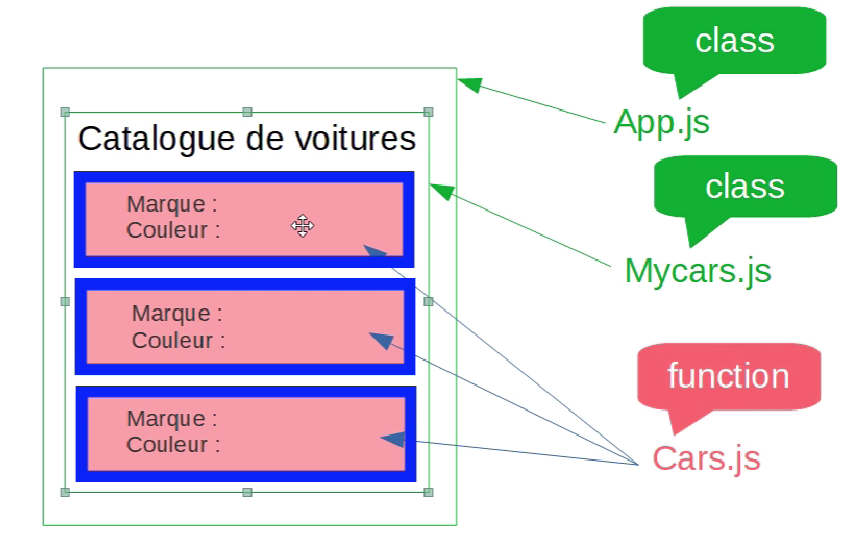 class
App.js
Catalogue de voitures
class
Marque :
Couleur :
Mycars.js
Marque :
Couleur :
function
Marque :
Couleur :
Cars.js